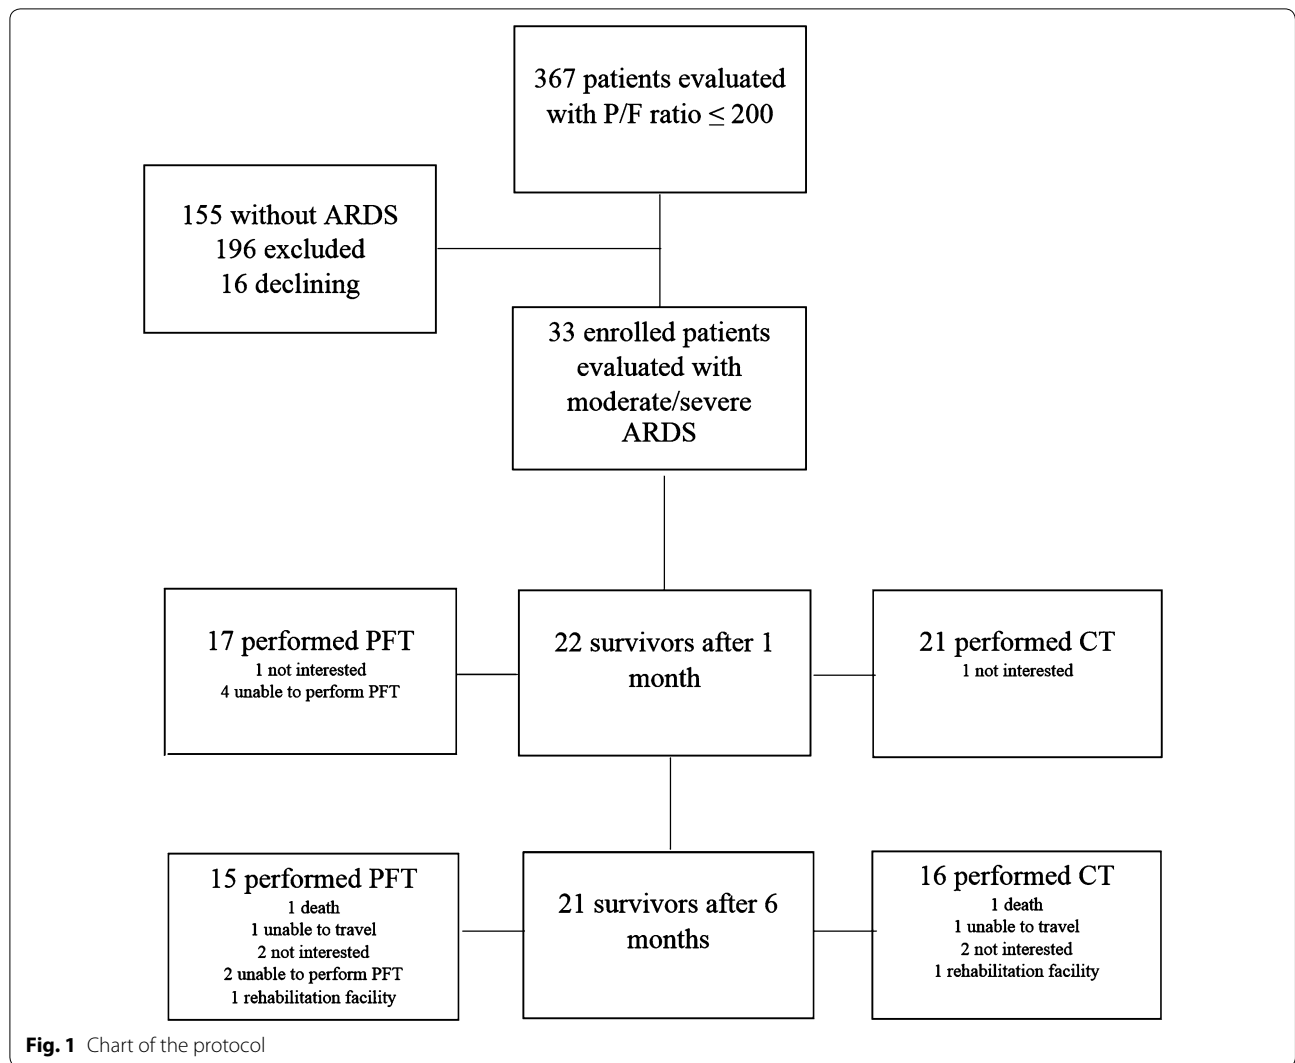 367 patients evaluated
with P/F ratio ≤ 200
155 without ARDS
196 excluded
16 declining
33 enrolled patients
evaluated with
moderate/severe
ARDS
17 performed PFT
1 not interested
4 unable to perform PFT
22 survivors after 1
month
21 performed CT
1 not interested
15 performed PFT
1 death
1 unable to travel
2 not interested
2 unable to perform PFT
1 rehabilitation facility
21 survivors after 6
months
16 performed CT
1 death
1 unable to travel
2 not interested
1 rehabilitation facility
Fig. 1 Chart of the protocol